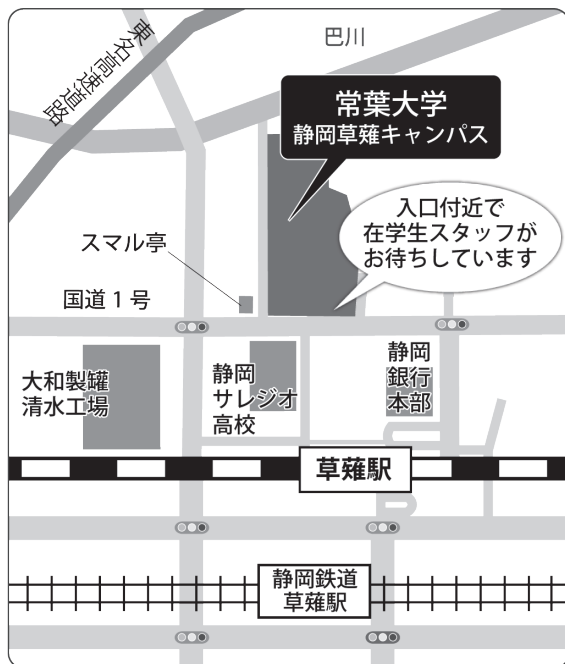 巴川
東名高速道路
常葉大学
静岡草薙キャンパス
入口付近で
在学生スタッフが
お待ちしています
スマル亭
国道1号
大和製罐
清水工場
静岡
サレジオ
高校
静岡
銀行
本部
草薙駅
静岡鉄道
草薙駅